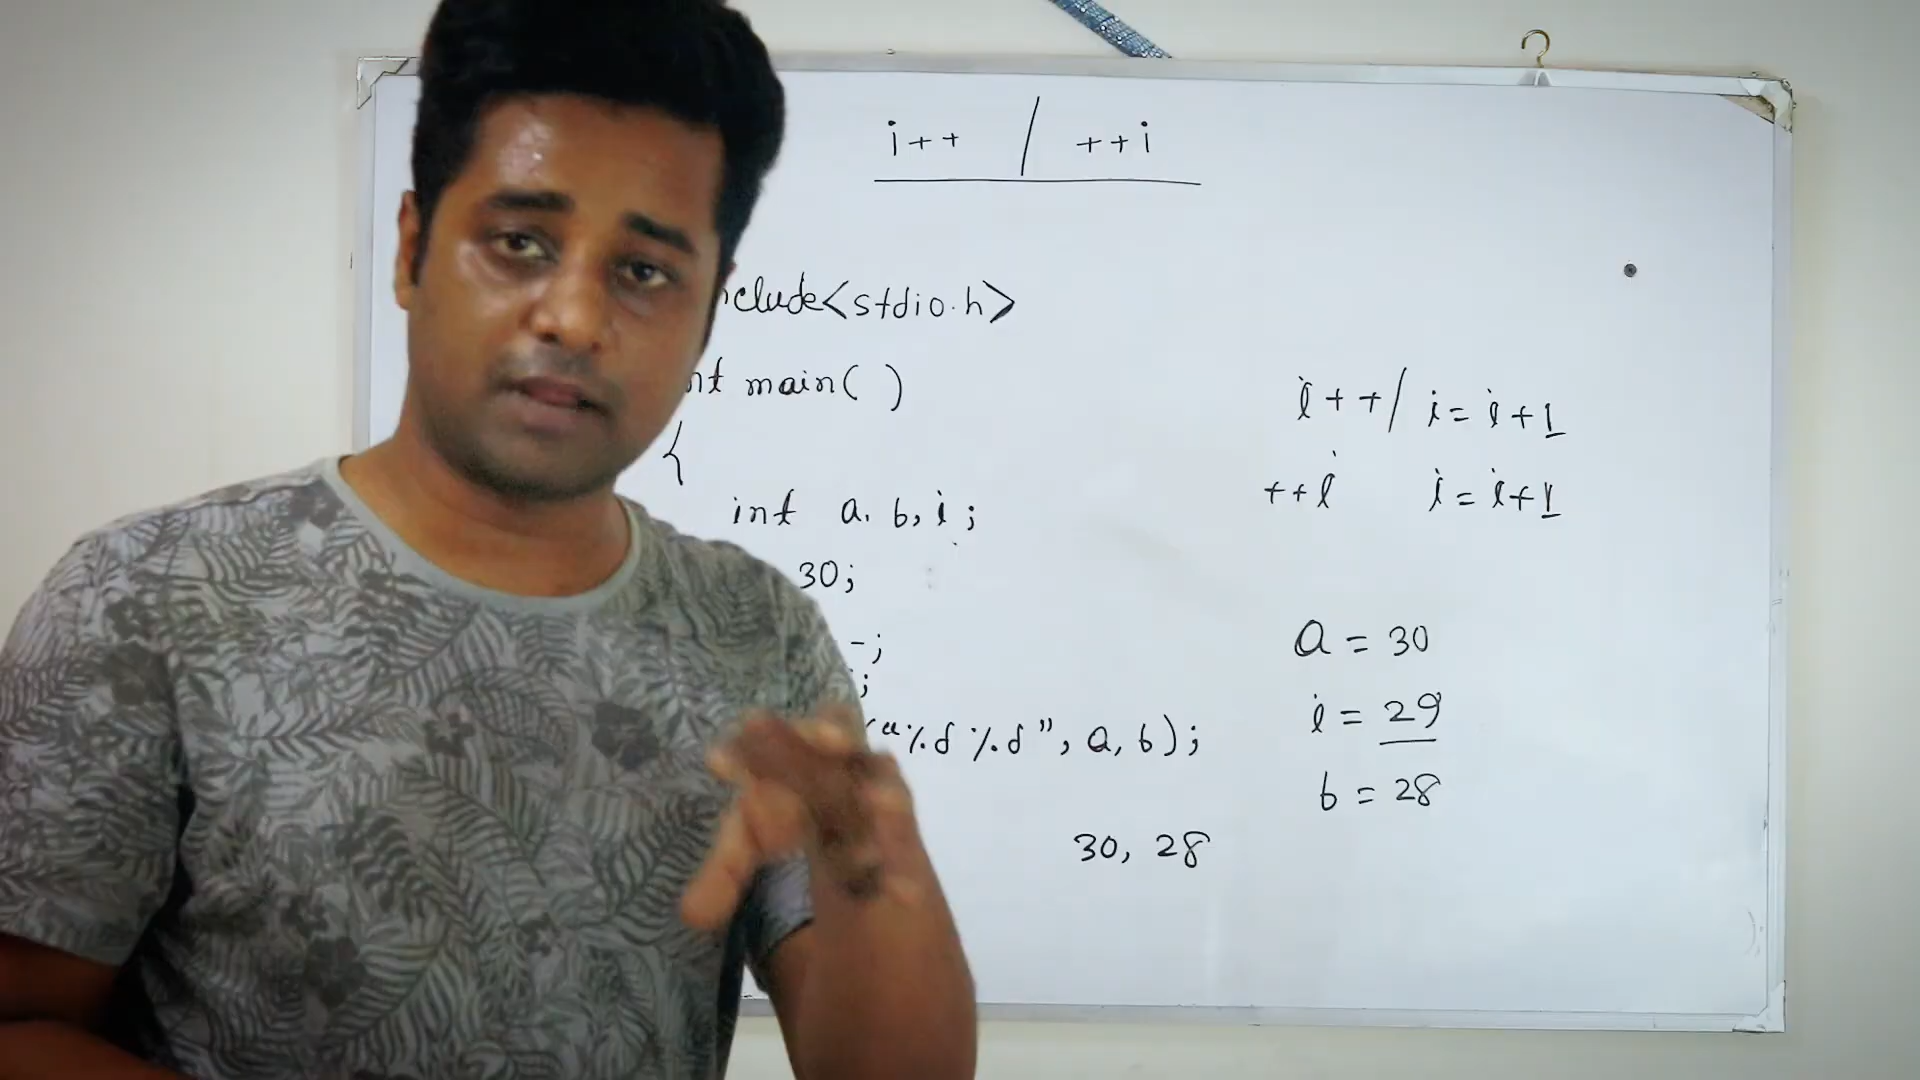 i++ / ++i
nclude<stdio.h>
nt main( )
{
int a, b, i;
30;
-;
;
("%d %d", a, b);
30, 28
i++/ i = i+1
++i i = i+1
a = 30
i = 29
b = 28